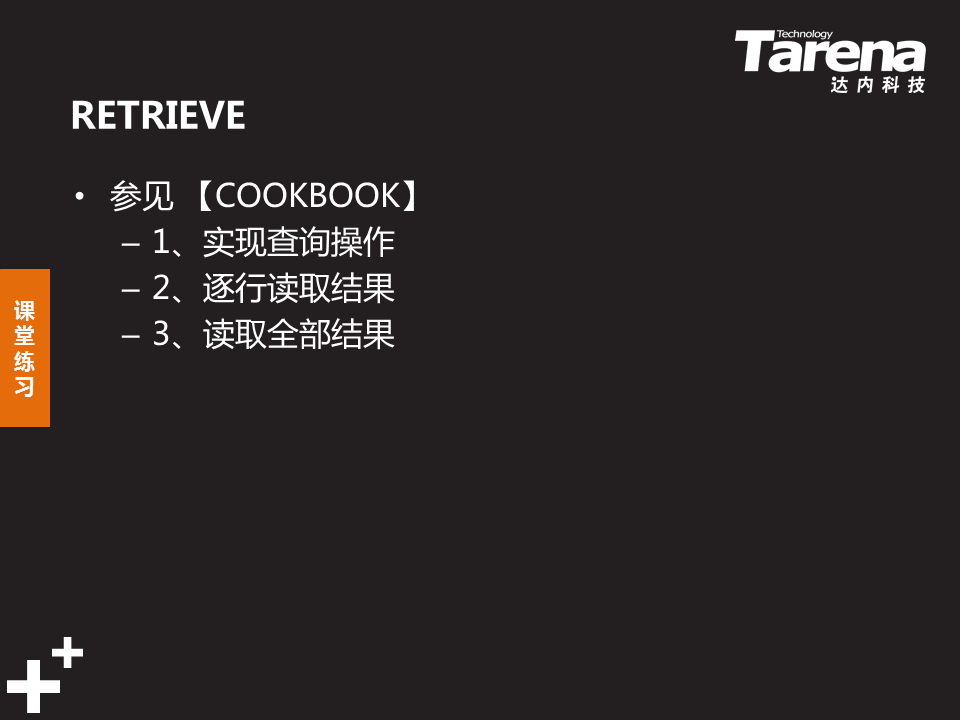 Technology
Tarena
达内科技
RETRIEVE
• 参见 【COOKBOOK】
– 1、实现查询操作
– 2、逐行读取结果
– 3、读取全部结果
课堂练习